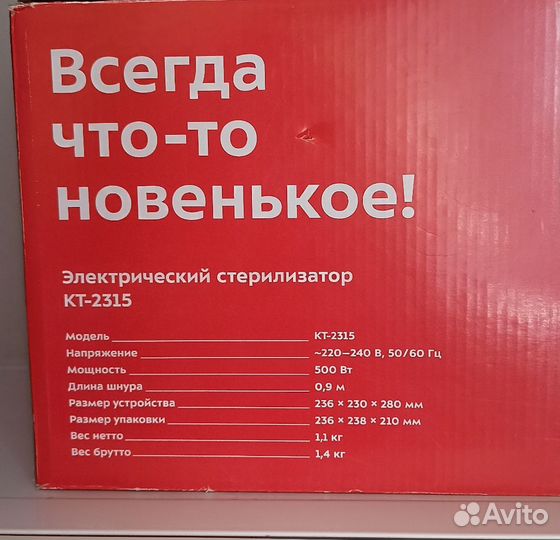 Всегда
что-то
новенькое!
Электрический стерилизатор
КТ-2315
Модель КТ-2315
Напряжение ~220–240 В, 50/60 Гц
Мощность 500 Вт
Длина шнура 0,9 м
Размер устройства 236 × 230 × 280 мм
Размер упаковки 236 × 238 × 210 мм
Вес нетто 1,1 кг
Вес брутто 1,4 кг
Avito